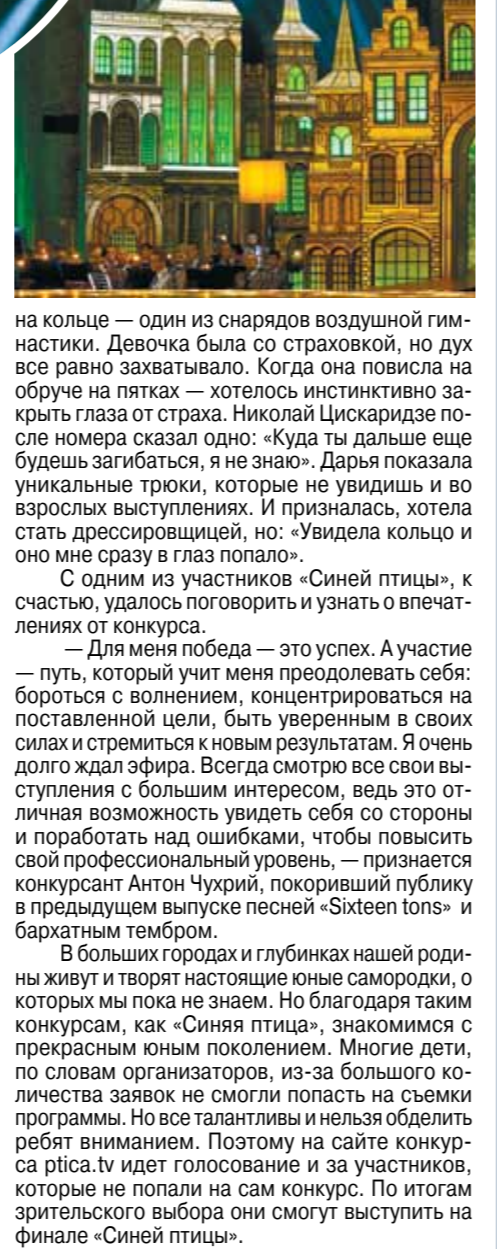 на кольце — один из снарядов воздушной гим-
настики. Девочка была со страховкой, но дух
все равно захватывало. Когда она повисла на
обруче на пятках — хотелось инстинктивно за-
крыть глаза от страха. Николай Цискаридзе по-
сле номера сказал одно: «Куда ты дальше еще
будешь загибаться, я не знаю». Дарья показала
уникальные трюки, которые не увидишь и во
взрослых выступлениях. И призналась, хотела
стать дрессировщицей, но: «Увидела кольцо и
оно мне сразу в глаз попало».
С одним из участников «Синей птицы», к
счастью, удалось поговорить и узнать о впечат-
лениях от конкурса.
— Для меня победа — это успех. А участие
— путь, который учит меня преодолевать себя:
бороться с волнением, концентрироваться на
поставленной цели, быть уверенным в своих
силах и стремиться к новым результатам. Я очень
долго ждал эфира. Всегда смотрю все свои вы-
ступления с большим интересом, ведь это от-
личная возможность увидеть себя со стороны
и поработать над ошибками, чтобы повысить
свой профессиональный уровень, — признается
конкурсант Антон Чухрий, покоривший публику
в предыдущем выпуске песней «Sixteen tons» и
бархатным тембром.
В больших городах и глубинках нашей роди-
ны живут и творят настоящие юные самородки, о
которых мы пока не знаем. Но благодаря таким
конкурсам, как «Синяя птица», знакомимся с
прекрасным юным поколением. Многие дети,
по словам организаторов, из-за большого ко-
личества заявок не смогли попасть на съемки
программы. Но все талантливы и нельзя обделить
ребят вниманием. Поэтому на сайте конкур-
са ptica.tv идет голосование и за участников,
которые не попали на сам конкурс. По итогам
зрительского выбора они смогут выступить на
финале «Синей птицы».